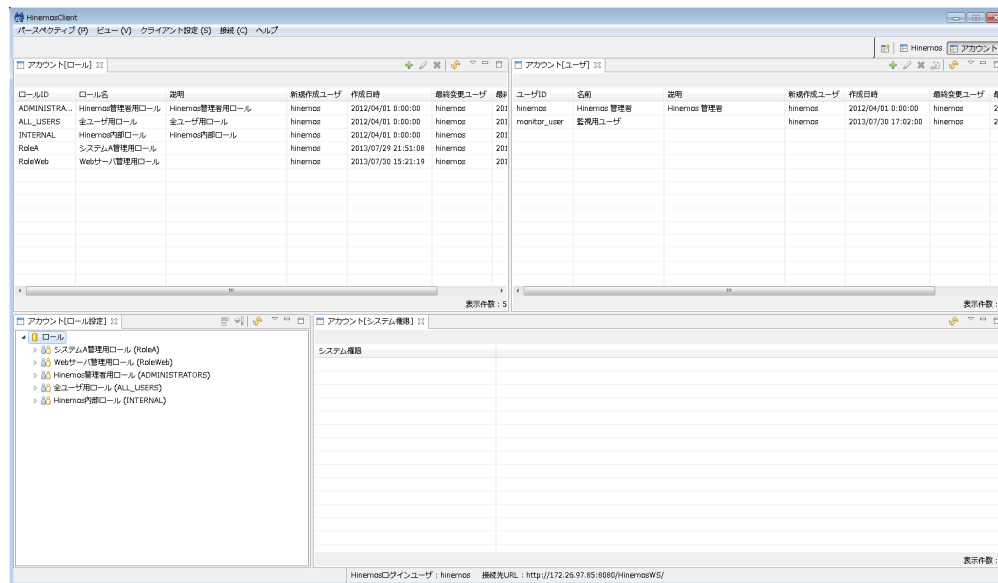 HinemosClient
パースペクティブ (P) ビュー (V) クライアント設定 (S) 接続 (C) ヘルプ
Hinemos アカウント
アカウント[ロール]
ロールID ロール名 説明 新規作成ユーザ 作成日時 最終変更ユーザ 最終
ADMINISTRA... Hinemos管理者用ロール Hinemos管理者用ロール hinemos 2012/04/01 0:00:00 hinemos 201
ALL_USERS 全ユーザ用ロール 全ユーザ用ロール hinemos 2012/04/01 0:00:00 hinemos 201
INTERNAL Hinemos内部ロール Hinemos内部ロール hinemos 2012/04/01 0:00:00 hinemos 201
RoleA システムA管理用ロール hinemos 2013/07/29 21:51:08 hinemos 201
RoleWeb Webサーバ管理用ロール hinemos 2013/07/30 15:21:19 hinemos 201
表示件数 : 5
アカウント[ユーザ]
ユーザID 名前 説明 新規作成ユーザ 作成日時 最終変更ユーザ
hinemos Hinemos 管理者 Hinemos 管理者 hinemos 2012/04/01 0:00:00 hinemos 2
monitor_user 監視用ユーザ hinemos 2013/07/30 17:02:00 hinemos 2
表示件数 :
アカウント[ロール設定]
ロール
システムA管理用ロール (RoleA)
Webサーバ管理用ロール (RoleWeb)
Hinemos管理者用ロール (ADMINISTRATORS)
全ユーザ用ロール (ALL_USERS)
Hinemos内部ロール (INTERNAL)
アカウント[システム権限]
システム権限
表示件数 :
Hinemosログインユーザ : hinemos 接続先URL : http://172.26.97.85:8080/HinemosWS/